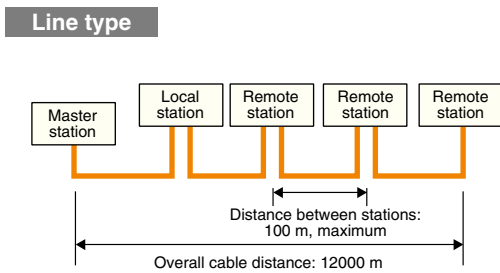 Line type
Master
station
Local
station
Remote
station
Remote
station
Remote
station
Distance between stations:
100 m, maximum
Overall cable distance: 12000 m